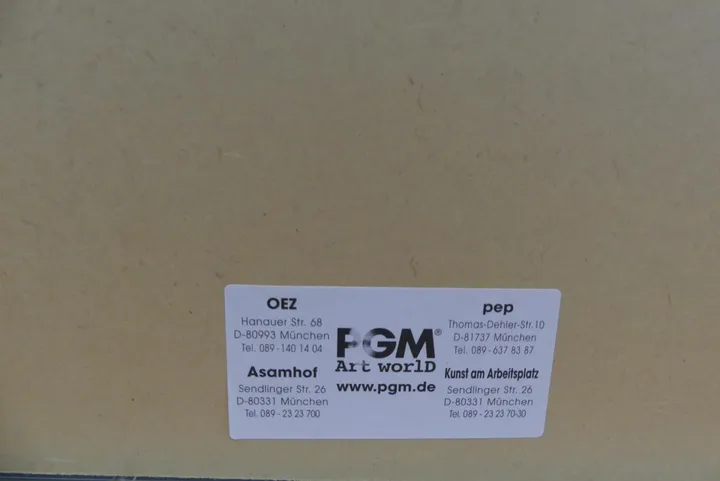 OEZ
Hanauer Str. 68
D-80993 München
Tel. 089-140 14 04
Asamhof
Sendlinger Str. 26
D-80331 München
Tel. 089 - 23 23 700
PGM®
Art worlD
www.pgm.de
pep
Thomas-Dehler-Str.10
D-81737 München
Tel. 089-637 83 87
Kunst am Arbeitsplatz
Sendlinger Str. 26
D-80331 München
Tel. 089 - 23 23 70-30